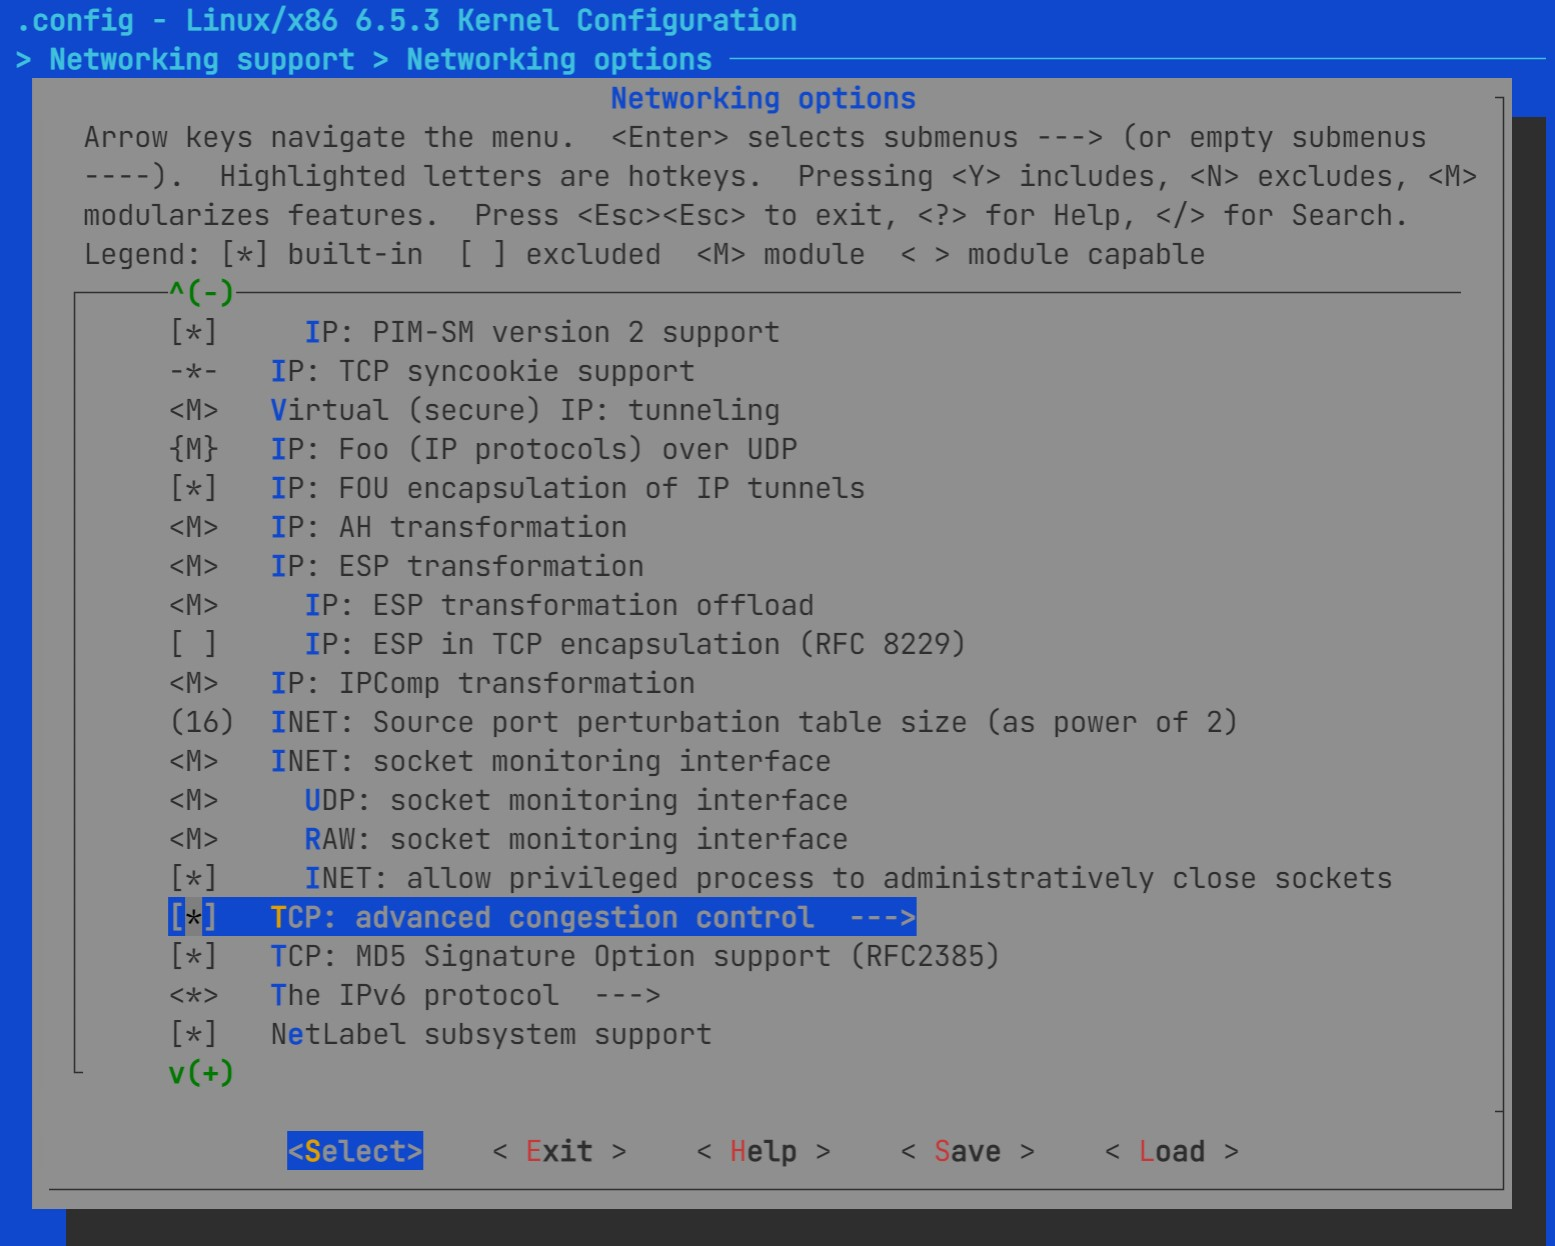 .config - Linux/x86 6.5.3 Kernel Configuration
> Networking support > Networking options
Networking options
Arrow keys navigate the menu.  <Enter> selects submenus ---> (or empty submenus
----).  Highlighted letters are hotkeys.  Pressing <Y> includes, <N> excludes, <M>
modularizes features.  Press <Esc><Esc> to exit, <?> for Help, </> for Search.
Legend: [*] built-in  [ ] excluded  <M> module  < > module capable
^(-)
[*]     IP: PIM-SM version 2 support
-*-   IP: TCP syncookie support
<M>   Virtual (secure) IP: tunneling
{M}   IP: Foo (IP protocols) over UDP
[*]   IP: FOU encapsulation of IP tunnels
<M>   IP: AH transformation
<M>   IP: ESP transformation
<M>     IP: ESP transformation offload
[ ]     IP: ESP in TCP encapsulation (RFC 8229)
<M>   IP: IPComp transformation
(16)  INET: Source port perturbation table size (as power of 2)
<M>   INET: socket monitoring interface
<M>     UDP: socket monitoring interface
<M>     RAW: socket monitoring interface
[*]     INET: allow privileged process to administratively close sockets
[*]   TCP: advanced congestion control  --->
[*]   TCP: MD5 Signature Option support (RFC2385)
<*>   The IPv6 protocol  --->
[*]   NetLabel subsystem support
v(+)
<Select>    < Exit >    < Help >    < Save >    < Load >